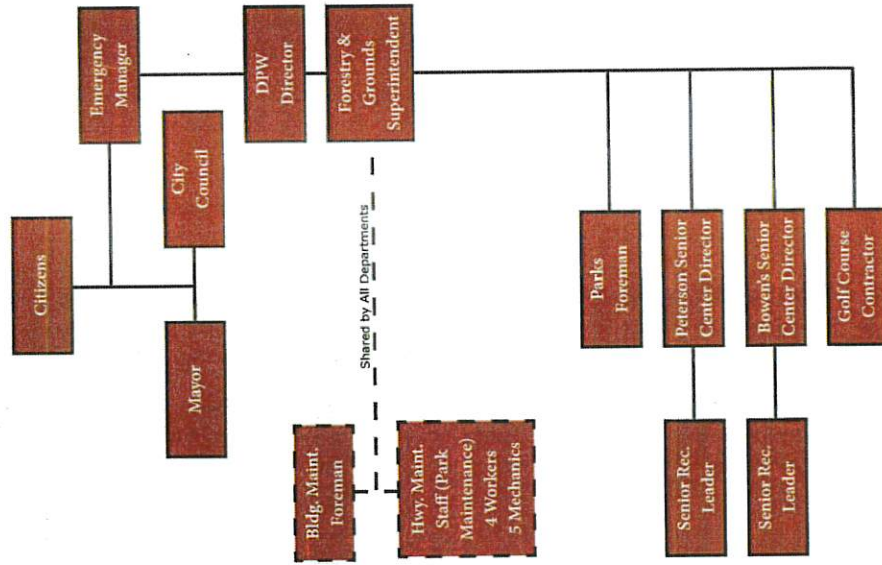 Citizens
Emergency
Manager
Mayor
City
Council
DPW
Director
Forestry &
Grounds
Superintendent
Shared by All Departments
Bldg. Maint.
Foreman
Hwy. Maint.
Staff (Park
Maintenance)
4 Workers
5 Mechanics
Parks
Foreman
Senior Rec.
Leader
Peterson Senior
Center Director
Senior Rec.
Leader
Bowen's Senior
Center Director
Golf Course
Contractor